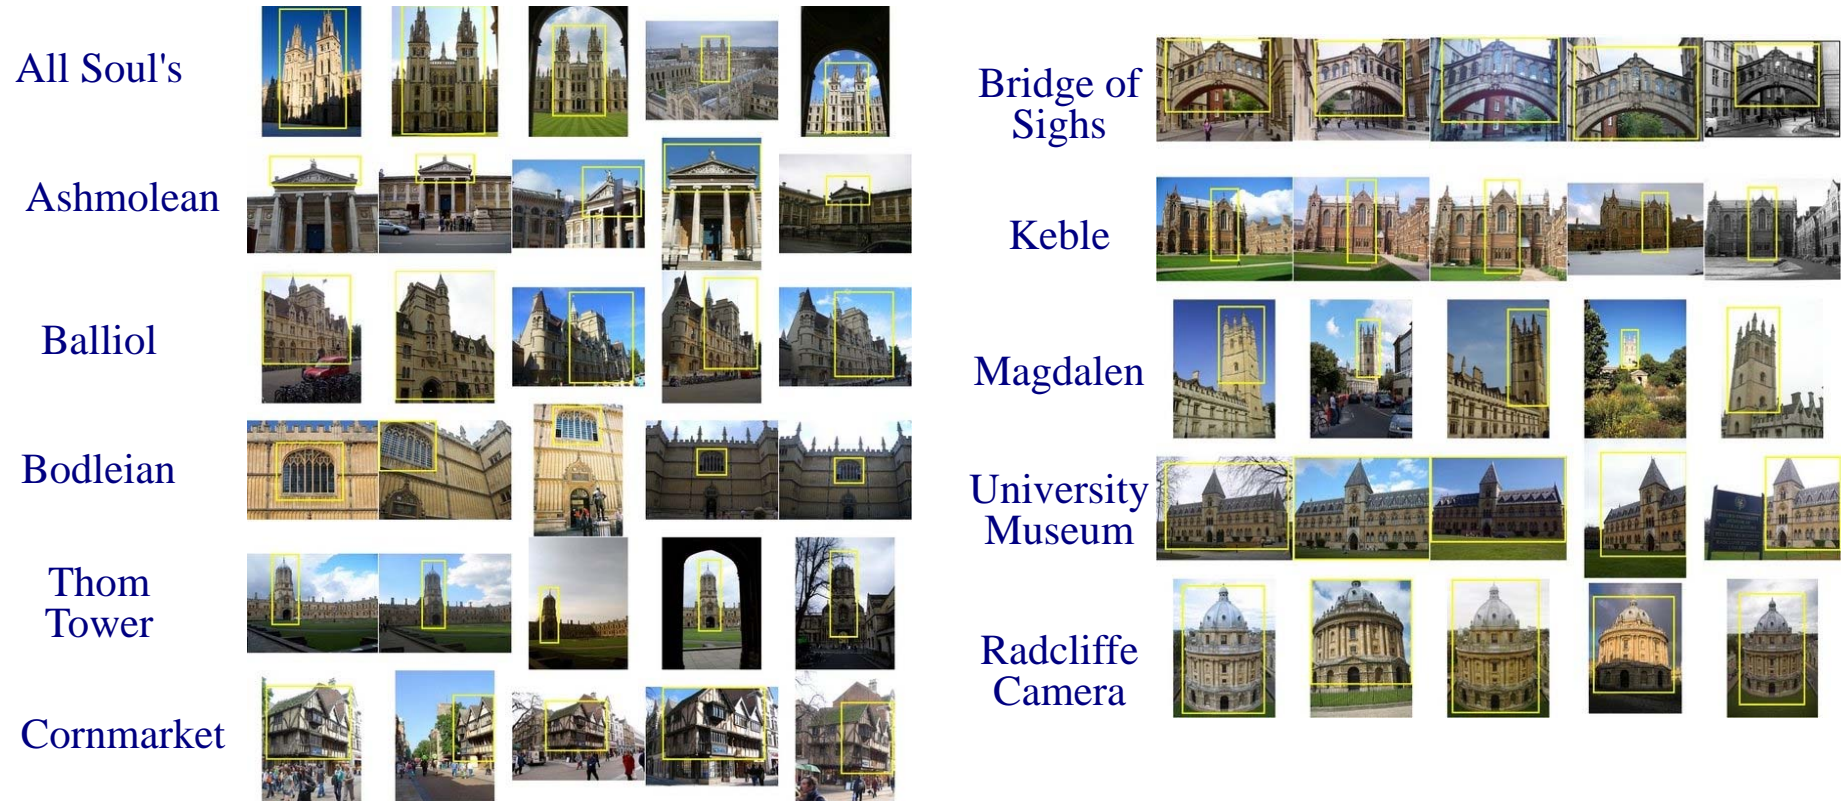 All Soul's
Ashmolean
Balliol
Bodleian
Thom
Tower
Cornmarket
Bridge of
Sighs
Keble
Magdalen
University
Museum
Radcliffe
Camera